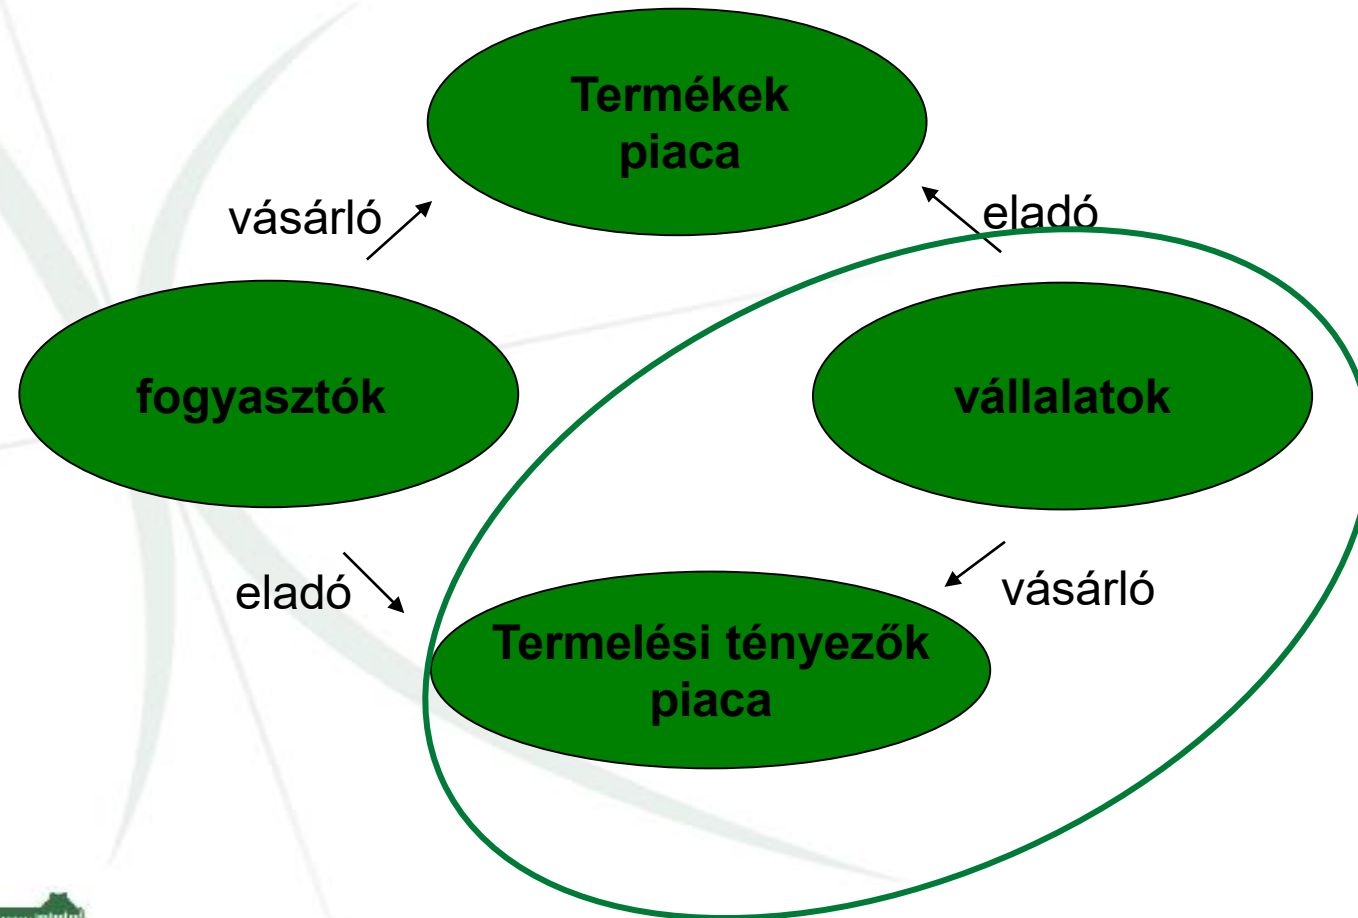 Termékek
piaca
vásárló
eladó
fogyasztók
vállalatok
eladó
vásárló
Termelési tényezők
piaca